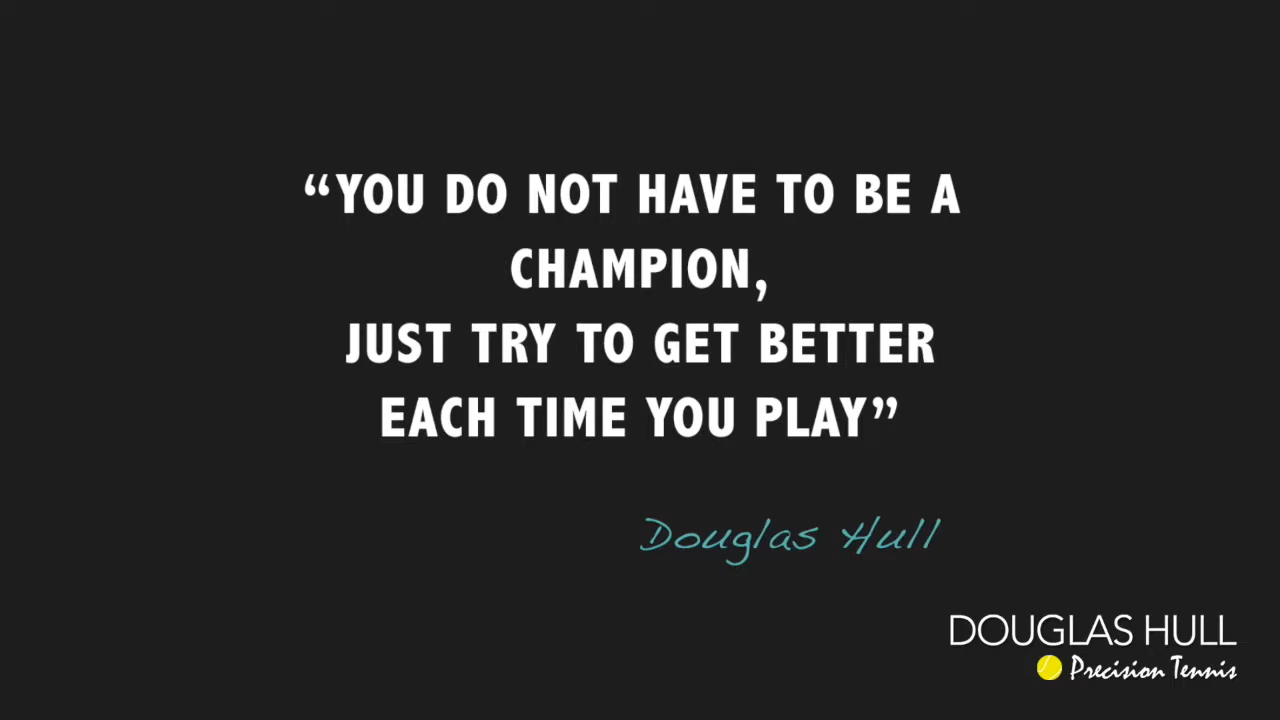 “YOU DO NOT HAVE TO BE A
CHAMPION,
JUST TRY TO GET BETTER
EACH TIME YOU PLAY”
Douglas Hull
DOUGLAS HULL
Precision Tennis